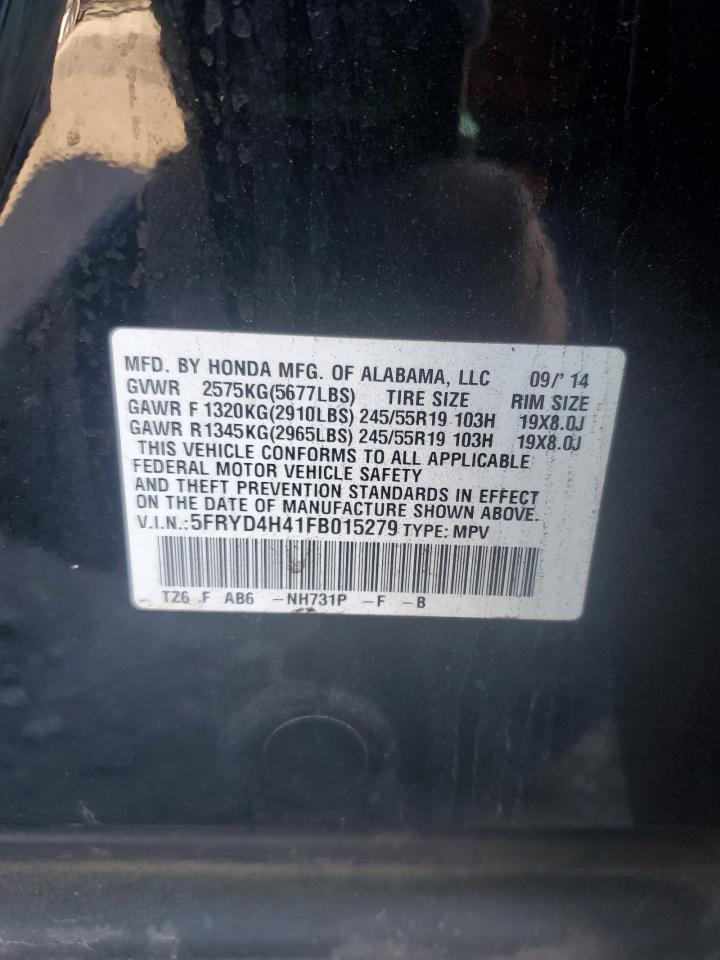 MFD. BY HONDA MFG. OF ALABAMA, LLC 09/' 14
GVWR 2575KG(5677LBS) TIRE SIZE RIM SIZE
GAWR F 1320KG(2910LBS) 245/55R19 103H 19X8.0J
GAWR R1345KG(2965LBS) 245/55R19 103H 19X8.0J
THIS VEHICLE CONFORMS TO ALL APPLICABLE
FEDERAL MOTOR VEHICLE SAFETY
AND THEFT PREVENTION STANDARDS IN EFFECT
ON THE DATE OF MANUFACTURE SHOWN ABOVE.
V.I.N.:5FRYD4H41FB015279 TYPE: MPV
TZ6 F AB6 -NH731P -F -B